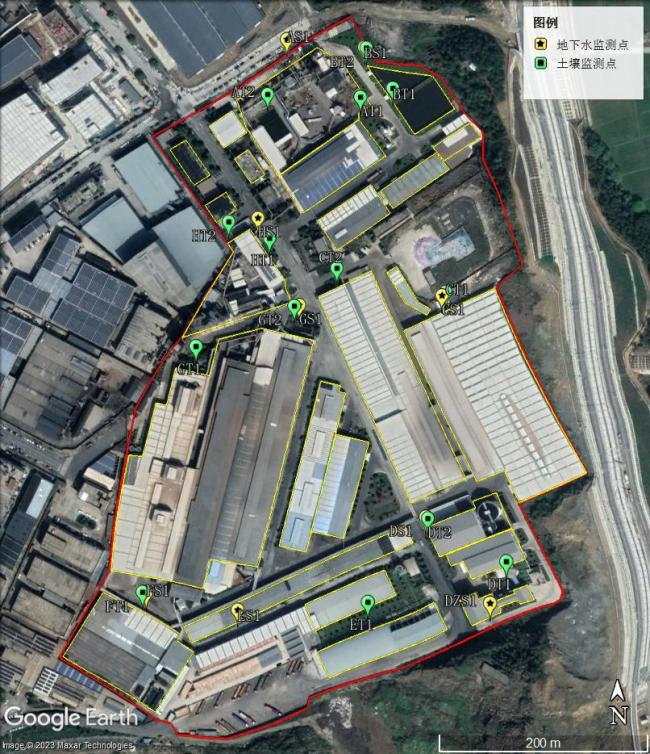 图例
地下水监测点
土壤监测点
AS1
BS1
BT2
AT2
BT1
AT1
HS1
HT2
HT1
CT2
CT1
CS1
GT2
GS1
GT1
DS1
DT2
DT1
DZS1
FS1
FT1
ES1
ET1
N
Google Earth
Image © 2023 Maxar Technologies
200 m